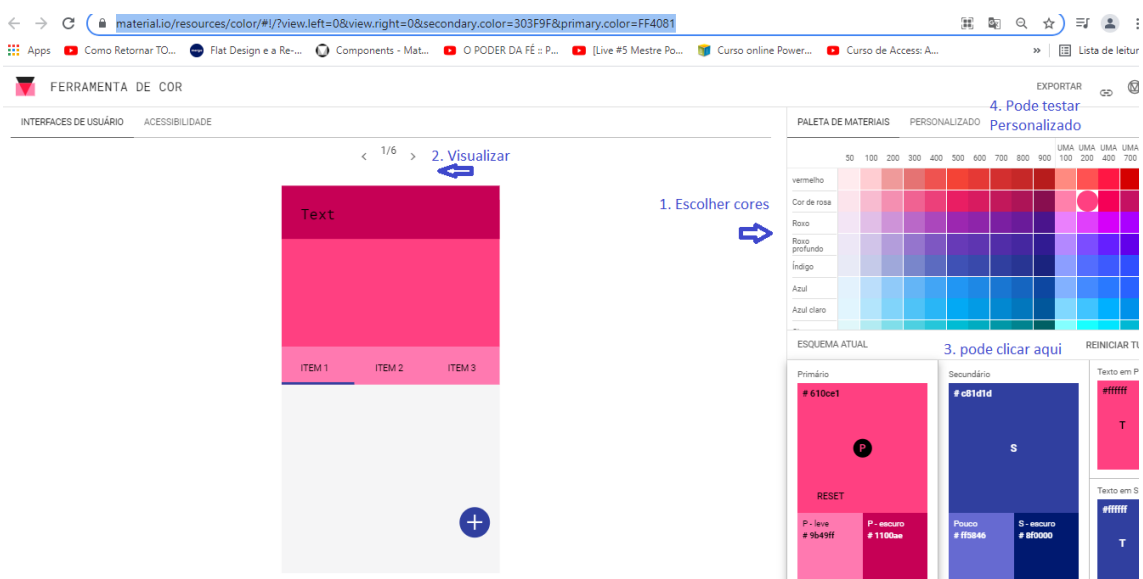 material.io/resources/color/#!/?view.left=0&view.right=0&secondary.color=303F9F&primary.color=FF4081
Apps
Como Retornar TO...
Flat Design e a Re-...
Components - Mat...
O PODER DA FÉ :: P...
[Live #5 Mestre Po...
Curso online Power...
Curso de Access: A...
»
Lista de leitur
FERRAMENTA DE COR
EXPORTAR
4. Pode testar
Personalizado
INTERFACES DE USUÁRIO
ACESSIBILIDADE
PALETA DE MATERIAIS
PERSONALIZADO
< 1/6 >
2. Visualizar
UMA UMA UMA UMA
50 100 200 300 400 500 600 700 800 900 100 200 400 700
vermelho
Cor de rosa
Roxo
Roxo
profundo
Índigo
Azul
Azul claro
1. Escolher cores
Text
ITEM 1
ITEM 2
ITEM 3
+
ESQUEMA ATUAL
3. pode clicar aqui
REINICIAR TU
Primário
# 610ce1
P
RESET
P - leve
# 9b49ff
P - escuro
# 1100ae
Secundário
# c81d1d
S
Pouco
# ff5846
S - escuro
# 8f0000
Texto em P
#ffffff
T
Texto em S
#ffffff
T